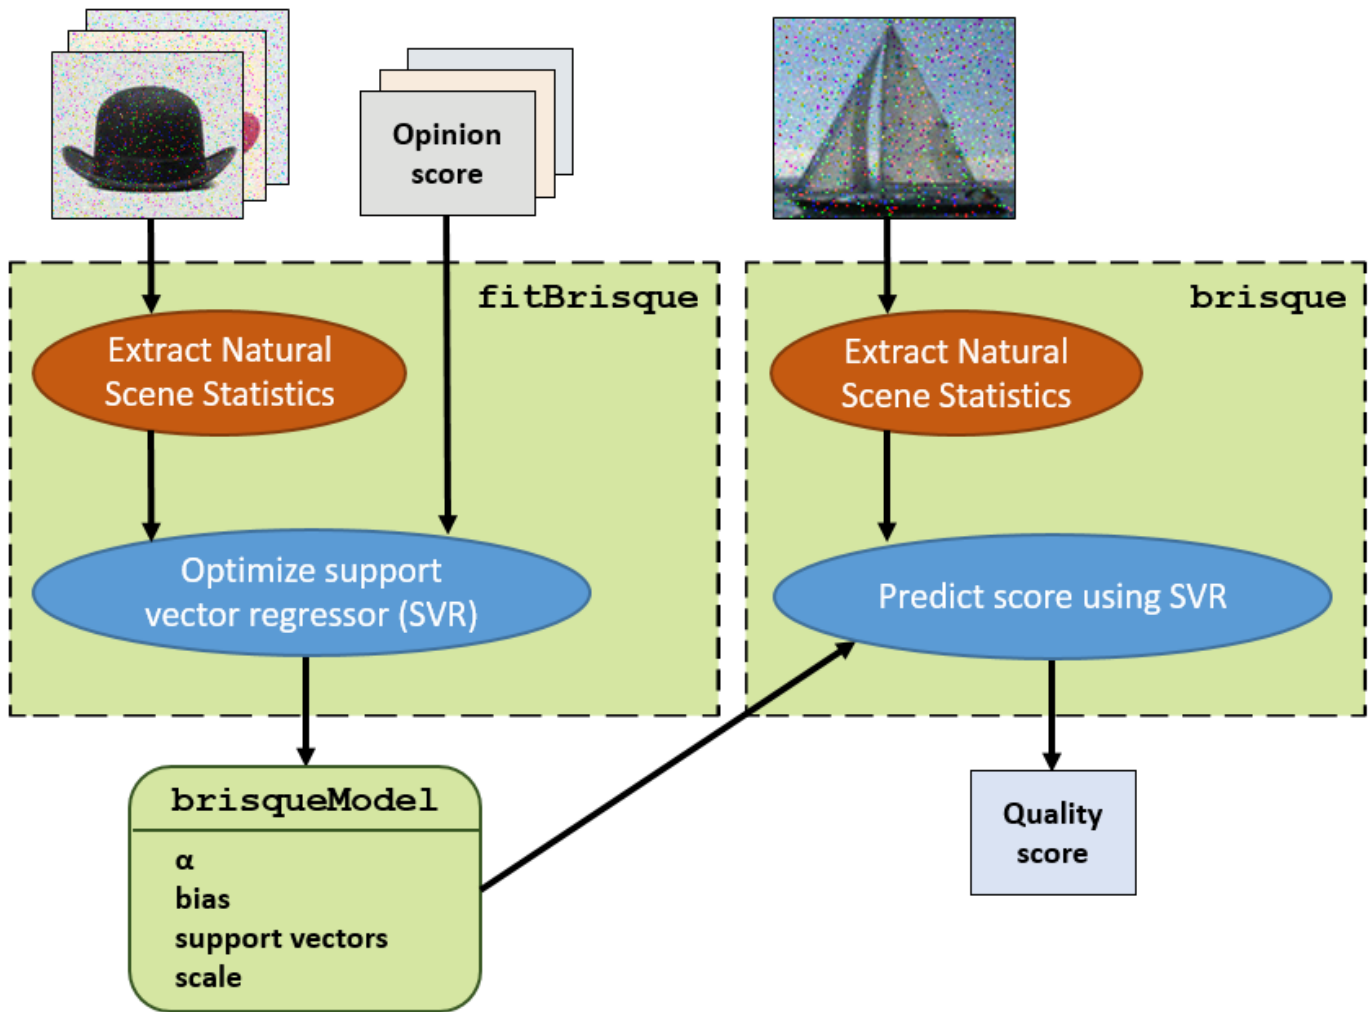 Opinion
score
fitBrisque
Extract Natural
Scene Statistics
Optimize support
vector regressor (SVR)
brisqueModel
α
bias
support vectors
scale
brisque
Extract Natural
Scene Statistics
Predict score using SVR
Quality
score